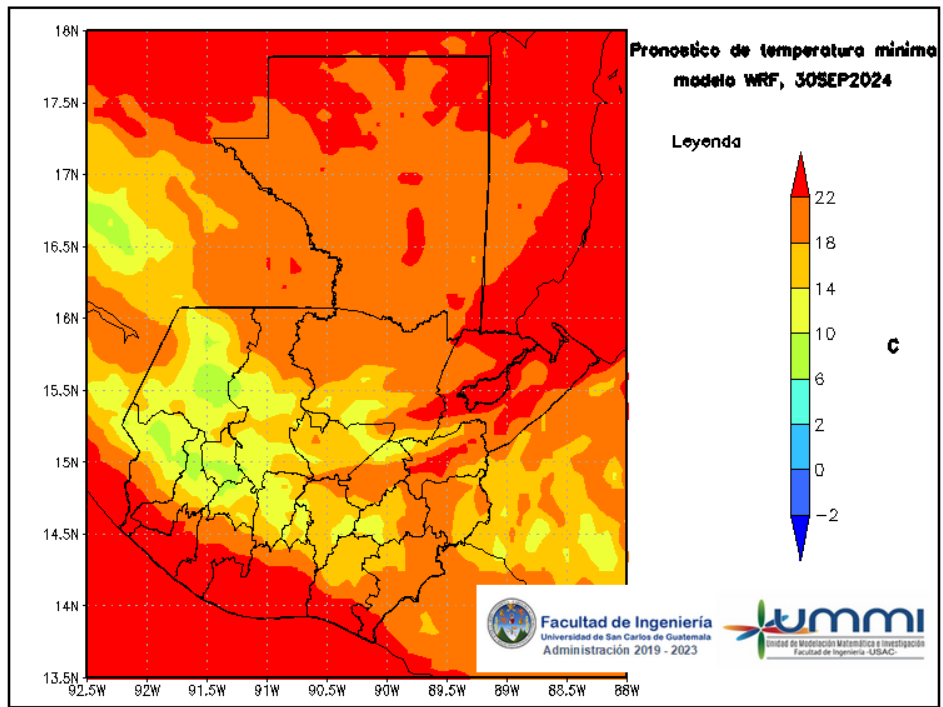 Pronostico de temperatura minima
modelo WRF, 30SEP2024
Leyenda
22
18
14
10
6
2
0
-2
C
18N
17.5N
17N
16.5N
16N
15.5N
15N
14.5N
14N
13.5N
92.5W 92W 91.5W 91W 90.5W 90W 89.5W 89W 88.5W 88W
Facultad de Ingeniería
Universidad de San Carlos de Guatemala
Administración 2019 - 2023
UMMI
Unidad de Modelación Matemática e Investigación
Facultad de Ingeniería -USAC-